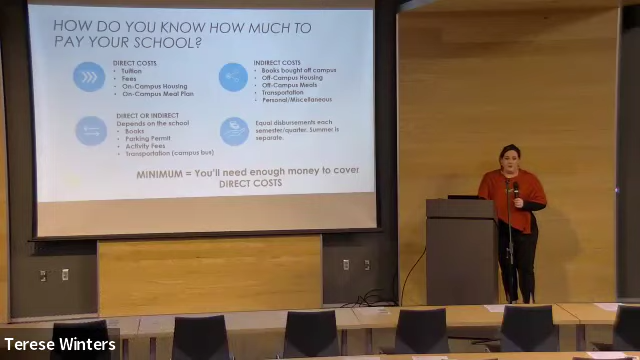 HOW DO YOU KNOW HOW MUCH TO
PAY YOUR SCHOOL?
DIRECT COSTS
• Tuition
• Fees
• On-Campus Housing
• On-Campus Meal Plan
INDIRECT COSTS
• Books bought off campus
• Off-Campus Housing
• Off-Campus Meals
• Transportation
• Personal/Miscellaneous
DIRECT OR INDIRECT
Depends on the school
• Books
• Parking Permit
• Activity Fees
• Transportation (campus bus)
Equal disbursements each
semester/quarter. Summer is
separate.
MINIMUM = You'll need enough money to cover
DIRECT COSTS
Terese Winters